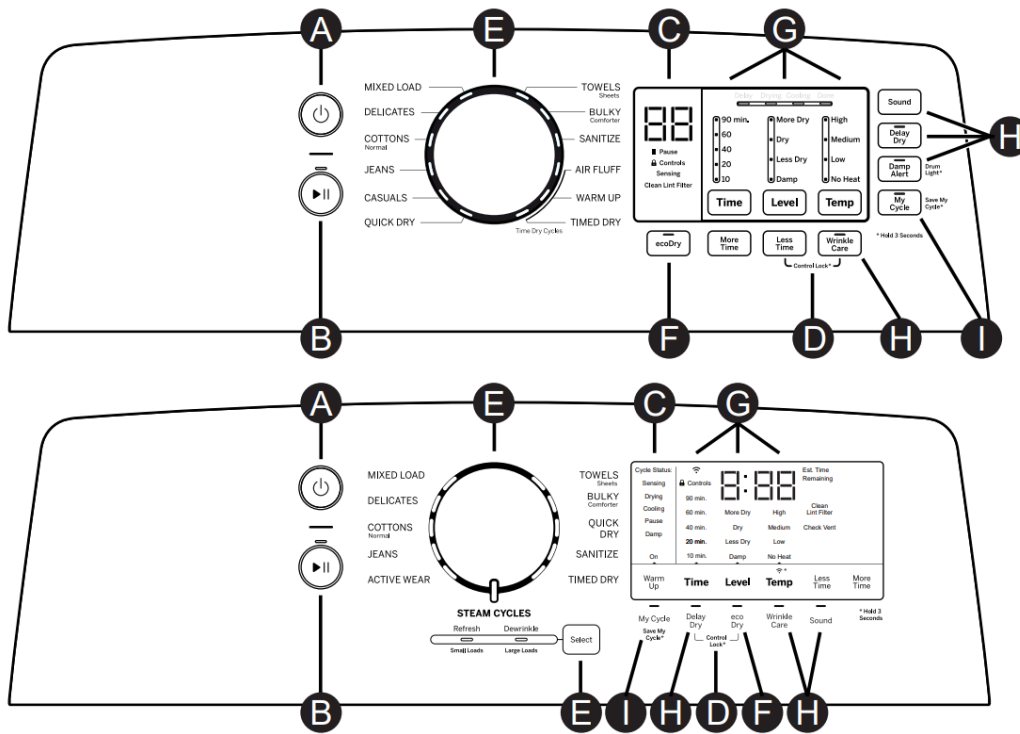 A
E
C
G
MIXED LOAD
DELICATES
COTTONS
Normal
JEANS
CASUALS
QUICK DRY
TOWELS
Sheets
BULKY
Comforter
SANITIZE
AIR FLUFF
WARM UP
TIMED DRY
Time Dry Cycles
88
Pause
Controls
Sensing
Clean Lint Filter
Delay Drying Cooling Done
90 min. More Dry High
60 Dry Medium
40
20 Less Dry Low
10 Damp No Heat
Time Level Temp
Sound
Delay
Dry
Damp
Alert
Drum
Light*
My
Cycle
Save My
Cycle*
* Hold 3 Seconds
H
ecoDry
More
Time
Less
Time
Wrinkle
Care
Control Lock*
B
F
D
H
I
A
E
C
G
MIXED LOAD
DELICATES
COTTONS
Normal
JEANS
ACTIVE WEAR
TOWELS
Sheets
BULKY
Comforter
QUICK
DRY
SANITIZE
TIMED DRY
STEAM CYCLES
Refresh Dewrinkle
Small Loads Large Loads
Select
Cycle Status:
Sensing
Drying
Cooling
Pause
Damp
On
Controls
8:88
Est. Time
Remaining
90 min.
60 min. More Dry High
40 min. Dry Medium
20 min. Less Dry Low
10 min. Damp No Heat
Clean
Lint Filter
Check Vent
*
Warm
Up
Time Level Temp
Less
Time
More
Time
My Cycle
Save My
Cycle*
Delay
Dry
eco
Dry
Control
Lock*
Wrinkle
Care
Sound
* Hold 3
Seconds
B
E
I
H
D
F
H